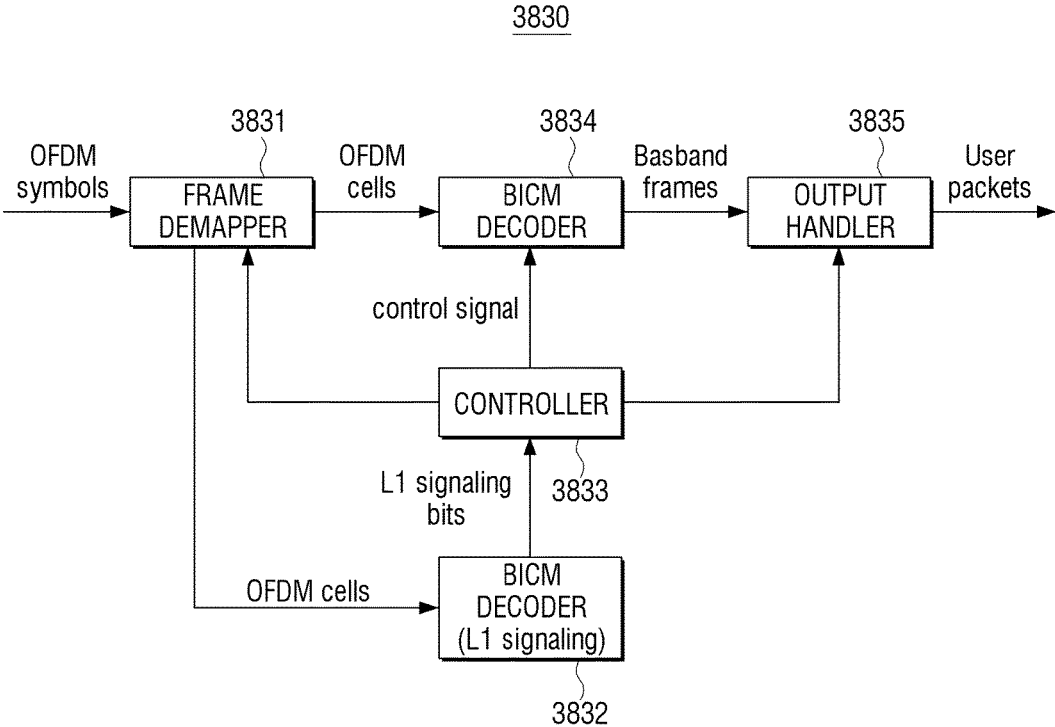 3830
3831
3834
3835
OFDM
symbols
OFDM
cells
Basband
frames
User
packets
FRAME
DEMAPPER
BICM
DECODER
OUTPUT
HANDLER
control signal
CONTROLLER
3833
L1 signaling
bits
OFDM cells
BICM
DECODER
(L1 signaling)
3832